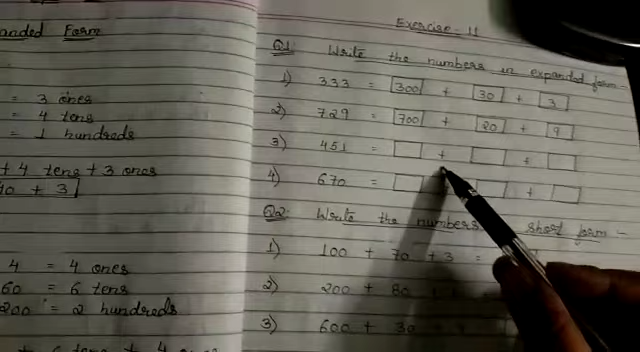 anded Form
= 3 ones
= 4 tens
= 1 hundreds
+ 4 tens + 3 ones
40 + 3
4 = 4 ones
60 = 6 tens
200 = 2 hundreds
4 ones
Exercise - 11
Q1 Write the numbers in expanded form -
1) 333 = 300 + 30 + 3
2) 729 = 700 + 20 + 9
3) 451 = + +
4) 670 = +
Q2: Write the numbers short form -
1) 100 + 70 + 3 =
2) 200 + 80
3) 600 + 30